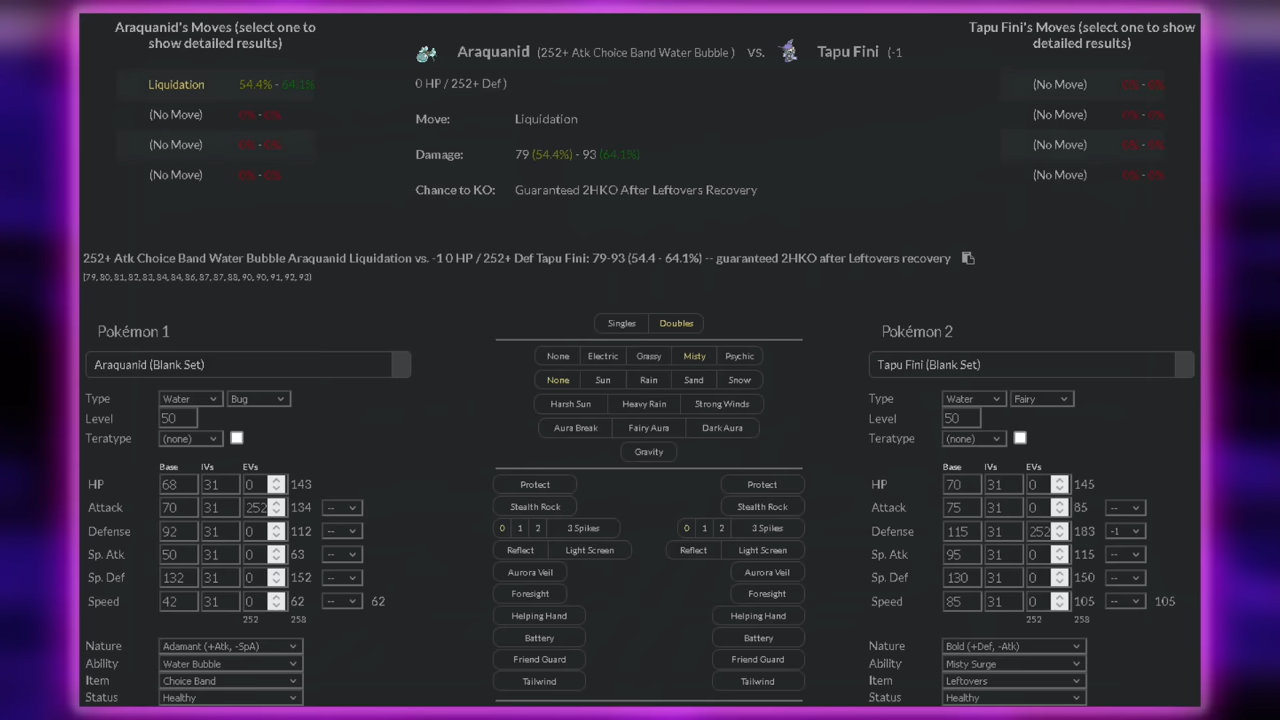 Araquanid's Moves (select one to
show detailed results)
Liquidation 54.4% - 64.1%
(No Move) 0% - 0%
(No Move) 0% - 0%
(No Move) 0% - 0%
Araquanid (252+ Atk Choice Band Water Bubble ) vs. Tapu Fini (-1
0 HP / 252+ Def )
Move: Liquidation
Damage: 79 (54.4%) - 93 (64.1%)
Chance to KO: Guaranteed 2HKO After Leftovers Recovery
Tapu Fini's Moves (select one to show
detailed results)
(No Move) 0% - 0%
(No Move) 0% - 0%
(No Move) 0% - 0%
(No Move) 0% - 0%
252+ Atk Choice Band Water Bubble Araquanid Liquidation vs. -1 0 HP / 252+ Def Tapu Fini: 79-93 (54.4 - 64.1%) -- guaranteed 2HKO after Leftovers recovery
(79, 80, 81, 82, 83, 84, 84, 86, 87, 87, 88, 90, 90, 91, 92, 93)
Pokémon 1
Araquanid (Blank Set)
Type Water Bug
Level 50
Teratype (none)
Base IVs EVs
HP 68 31 0 143
Attack 70 31 252 134 --
Defense 92 31 0 112 --
Sp. Atk 50 31 0 63 --
Sp. Def 132 31 0 152 --
Speed 42 31 0 62 -- 62
252 258
Nature Adamant (+Atk, -SpA)
Ability Water Bubble
Item Choice Band
Status Healthy
Singles Doubles
None Electric Grassy Misty Psychic
None Sun Rain Sand Snow
Harsh Sun Heavy Rain Strong Winds
Aura Break Fairy Aura Dark Aura
Gravity
Protect Protect
Stealth Rock Stealth Rock
0 1 2 3 Spikes 0 1 2 3 Spikes
Reflect Light Screen Reflect Light Screen
Aurora Veil Aurora Veil
Foresight Foresight
Helping Hand Helping Hand
Battery Battery
Friend Guard Friend Guard
Tailwind Tailwind
Pokémon 2
Tapu Fini (Blank Set)
Type Water Fairy
Level 50
Teratype (none)
Base IVs EVs
HP 70 31 0 145
Attack 75 31 0 85 --
Defense 115 31 252 183 -1
Sp. Atk 95 31 0 115 --
Sp. Def 130 31 0 150 --
Speed 85 31 0 105 -- 105
252 258
Nature Bold (+Def, -Atk)
Ability Misty Surge
Item Leftovers
Status Healthy